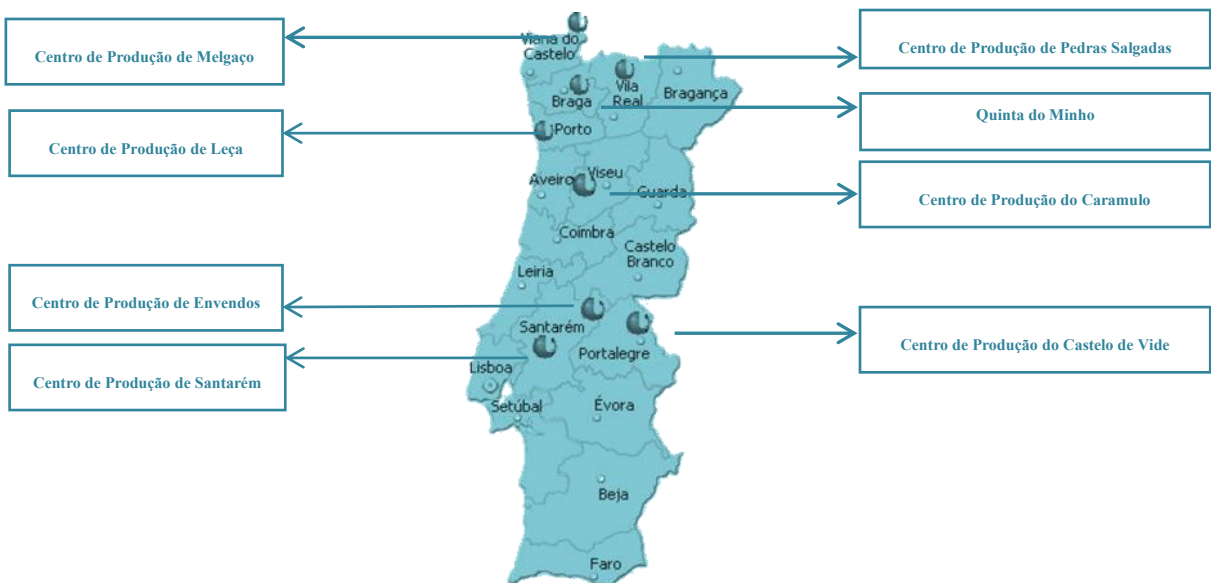 Centro de Produção de Melgaço
Centro de Produção de Leça
Centro de Produção de Envendos
Centro de Produção de Santarém
Viana do
Castelo
Braga
Vila
Real
Bragança
Porto
Aveiro
Viseu
Guarda
Coimbra
Castelo
Branco
Leiria
Santarém
Portalegre
Lisboa
Setúbal
Évora
Beja
Faro
Centro de Produção de Pedras Salgadas
Quinta do Minho
Centro de Produção do Caramulo
Centro de Produção do Castelo de Vide